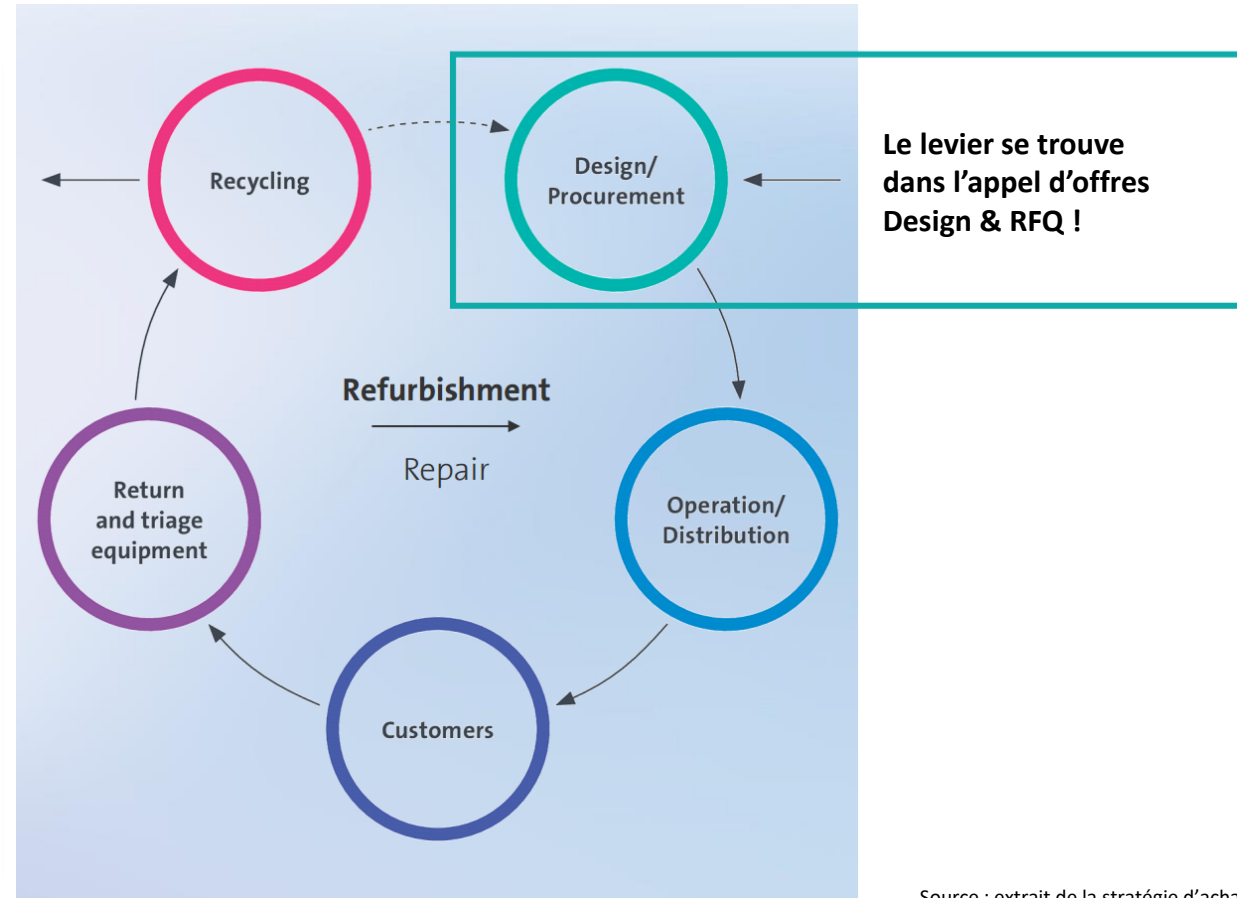 Recycling
Design/
Procurement
Le levier se trouve
dans l’appel d’offres
Design & RFQ !
Refurbishment
Repair
Return
and triage
equipment
Operation/
Distribution
Customers
Source : extrait de la stratégie